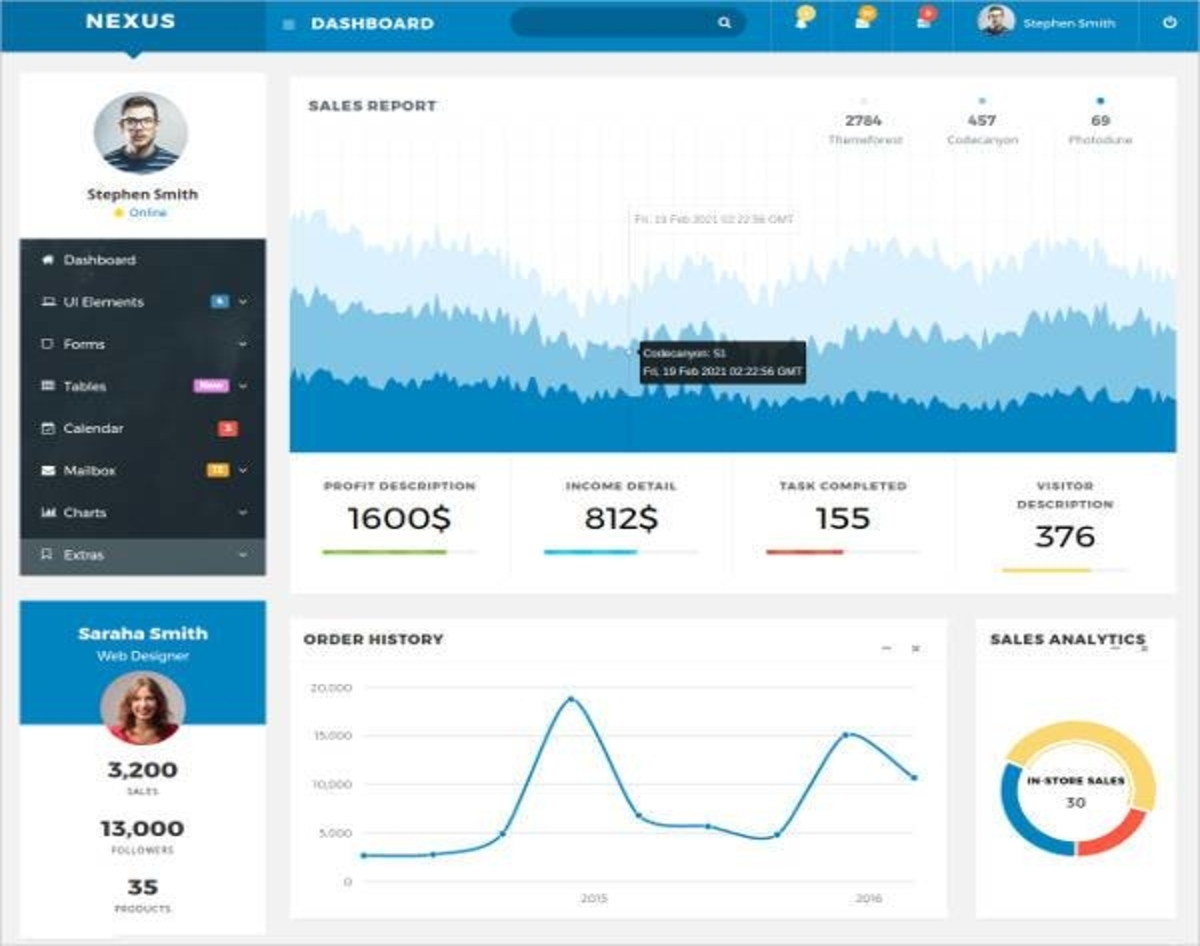 NEXUS
DASHBOARD
Stephen Smith
Stephen Smith
Online
Dashboard
UI Elements
Forms
Tables New
Calendar
Mailbox
Charts
Extras
Saraha Smith
Web Designer
3,200
SALES
13,000
FOLLOWERS
35
PRODUCTS
SALES REPORT
2784
Themeforest
457
Codecanyon
69
Photodune
Fri, 19 Feb 2021 02:22:56 GMT
Codecanyon: 51
Fri, 19 Feb 2021 02:22:56 GMT
PROFIT DESCRIPTION
1600$
INCOME DETAIL
812$
TASK COMPLETED
155
VISITOR
DESCRIPTION
376
ORDER HISTORY
20,000
15,000
10,000
5,000
0
2015
2016
SALES ANALYTICS
IN-STORE SALES
30